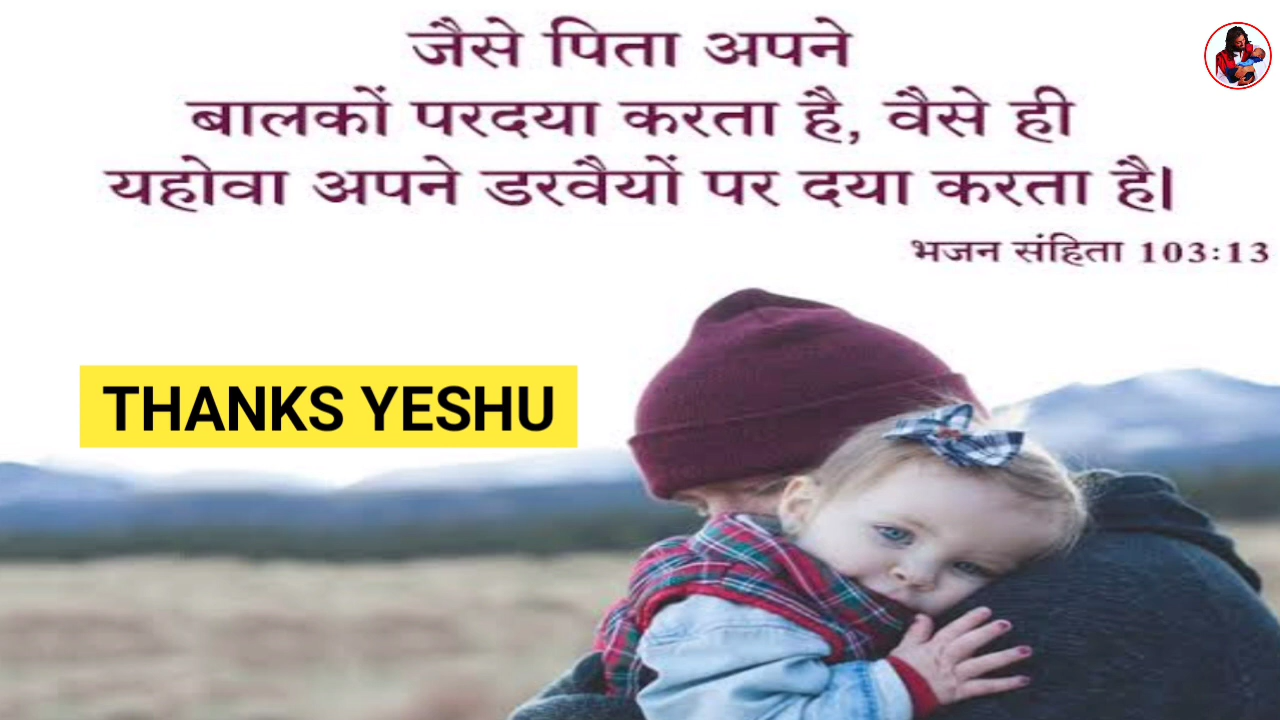 जैसे पिता अपने
बालकों परदया करता है, वैसे ही
यहोवा अपने डरवैयों पर दया करता है।
भजन संहिता 103:13
THANKS YESHU